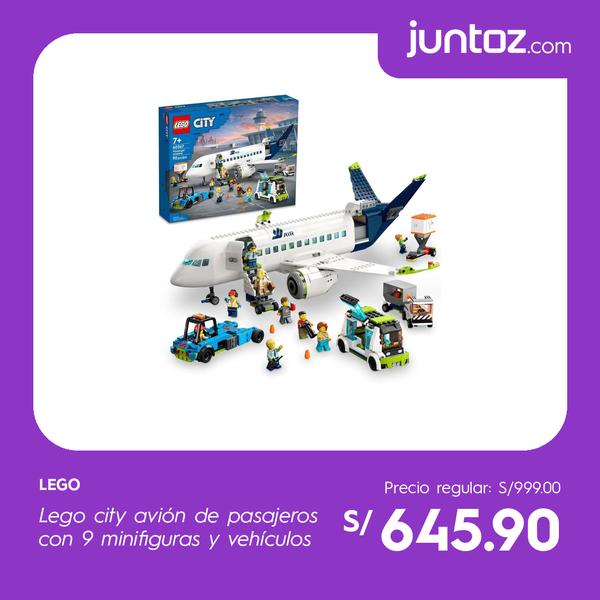 juntoz.com
LEGO CITY
7+
60367
LEGO
Precio regular: S/999.00
Lego city avión de pasajeros
con 9 minifiguras y vehículos
S/ 645.90